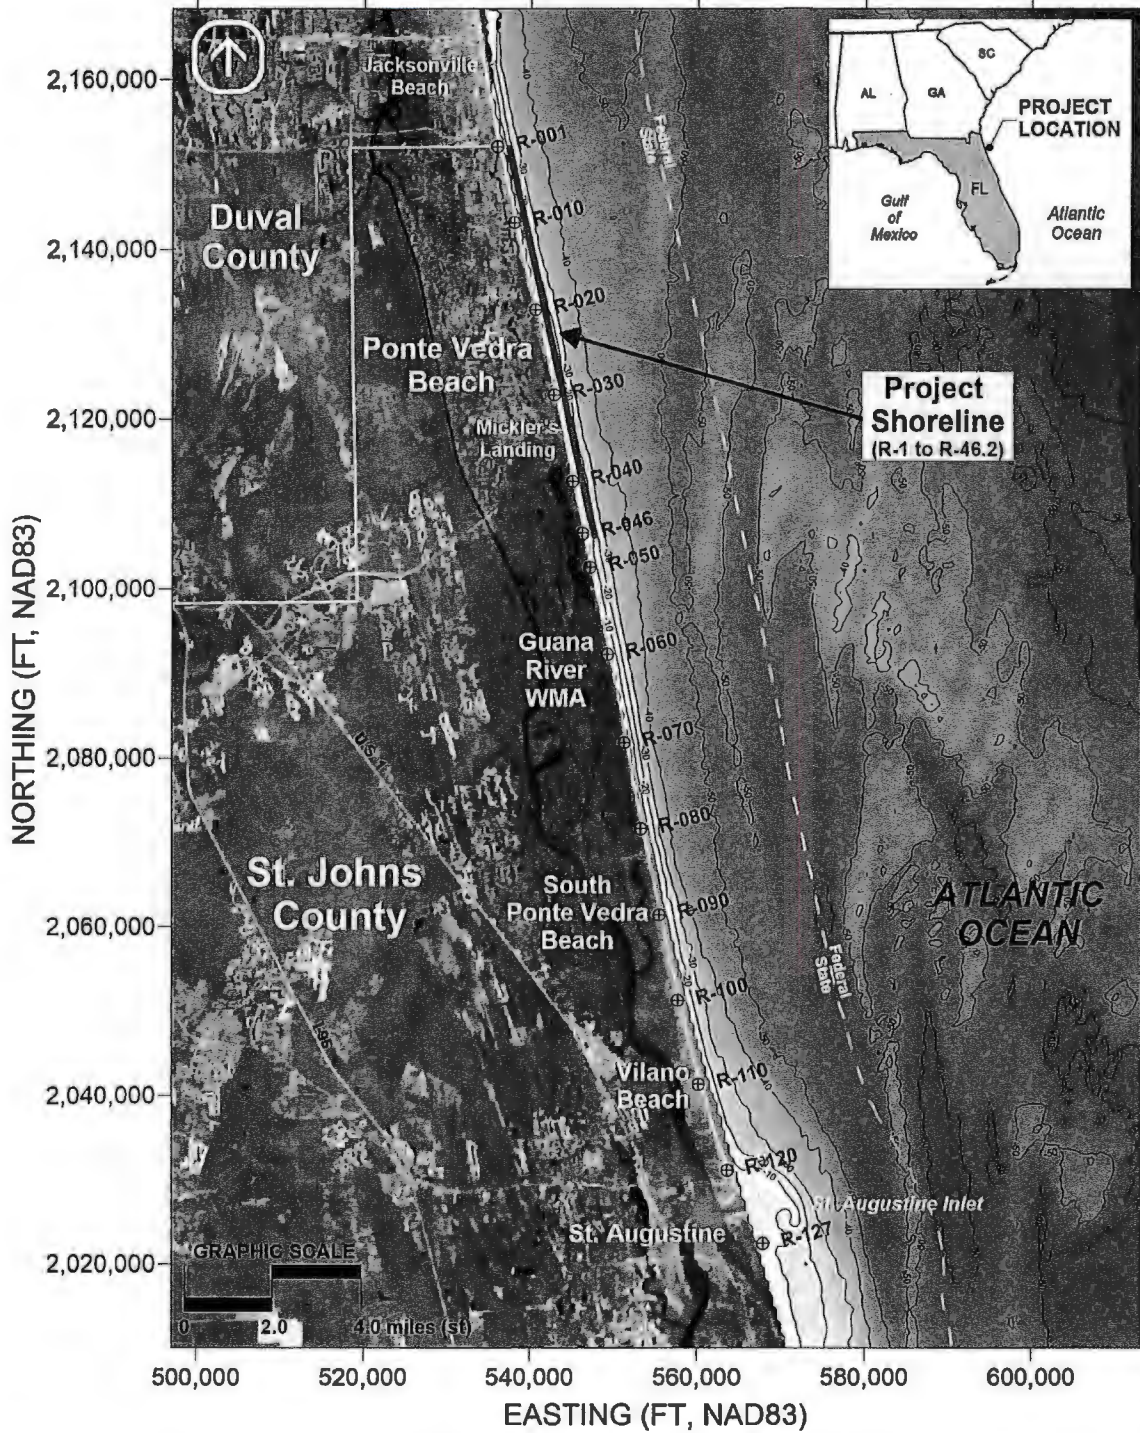 2,160,000
2,140,000
2,120,000
2,100,000
2,080,000
2,060,000
2,040,000
2,020,000
NORTHING (FT, NAD83)
500,000
520,000
540,000
560,000
580,000
600,000
EASTING (FT, NAD83)
Jacksonville
Beach
Duval
County
Ponte Vedra
Beach
Mickler's
Landing
Guana
River
WMA
St. Johns
County
South
Ponte Vedra
Beach
Vilano
Beach
St. Augustine
St. Augustine Inlet
U.S. 1
I-95
R-001
R-010
R-020
R-030
R-040
R-046
R-050
R-060
R-070
R-080
R-090
R-100
R-110
R-120
R-127
Federal
State
Federal
State
Project
Shoreline
(R-1 to R-46.2)
ATLANTIC
OCEAN
SC
AL
GA
PROJECT
LOCATION
FL
Gulf
of
Mexico
Atlantic
Ocean
GRAPHIC SCALE
0
2.0
4.0 miles (st)